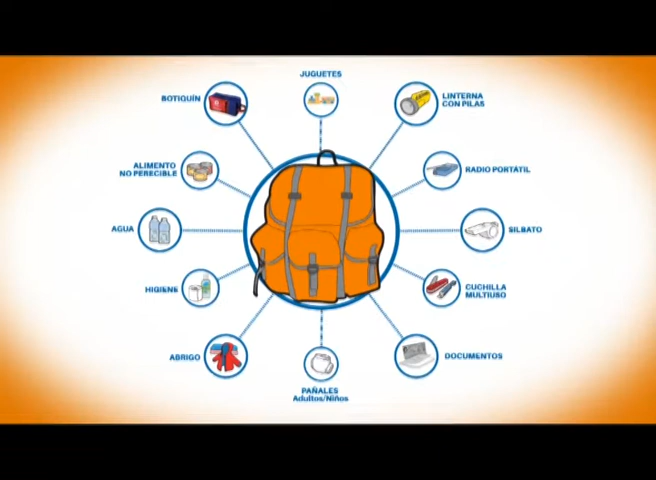 JUGUETES
BOTIQUÍN
LINTERNA
CON PILAS
ALIMENTO
NO PERECIBLE
RADIO PORTÁTIL
AGUA
SILBATO
HIGIENE
CUCHILLA
MULTIUSO
ABRIGO
DOCUMENTOS
PAÑALES
Adultos/Niños